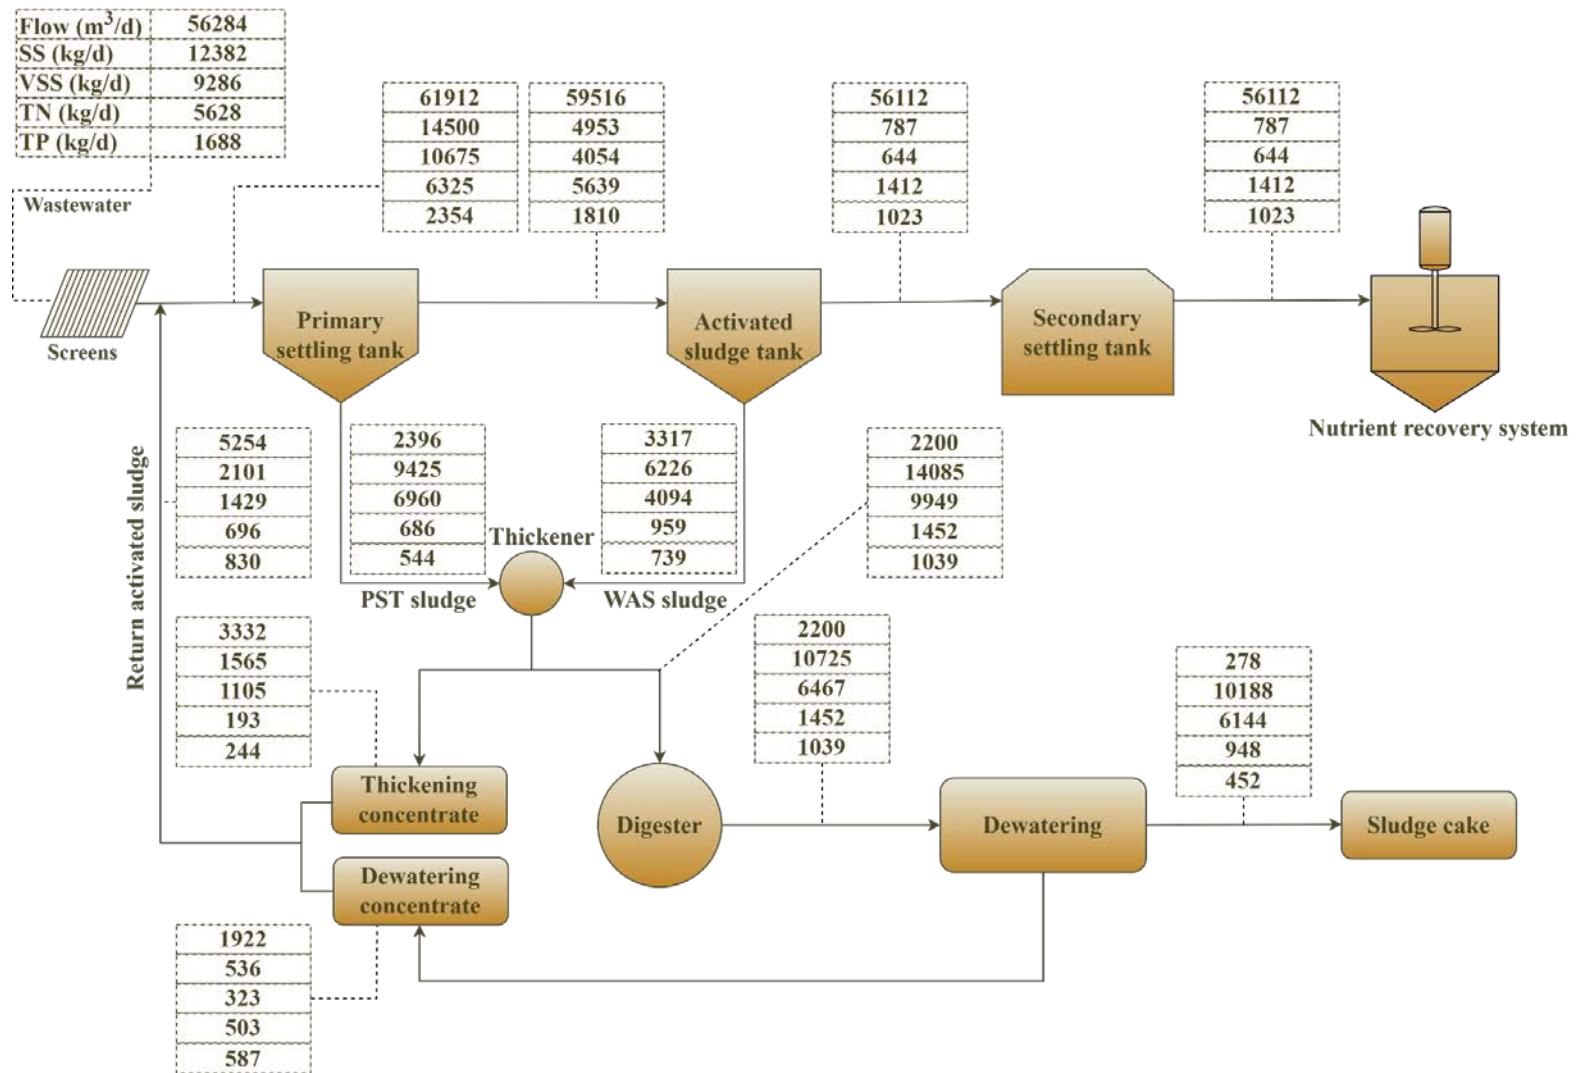 Flow (m3/d) 56284
SS (kg/d) 12382
VSS (kg/d) 9286
TN (kg/d) 5628
TP (kg/d) 1688
61912
14500
10675
6325
2354
59516
4953
4054
5639
1810
56112
787
644
1412
1023
56112
787
644
1412
1023
Wastewater
Screens
Primary
settling tank
Activated
sludge tank
Secondary
settling tank
Nutrient recovery system
Return activated sludge
5254
2101
1429
696
830
2396
9425
6960
686
544
3317
6226
4094
959
739
2200
14085
9949
1452
1039
Thickener
PST sludge
WAS sludge
3332
1565
1105
193
244
2200
10725
6467
1452
1039
278
10188
6144
948
452
Thickening
concentrate
Digester
Dewatering
Sludge cake
Dewatering
concentrate
1922
536
323
503
587